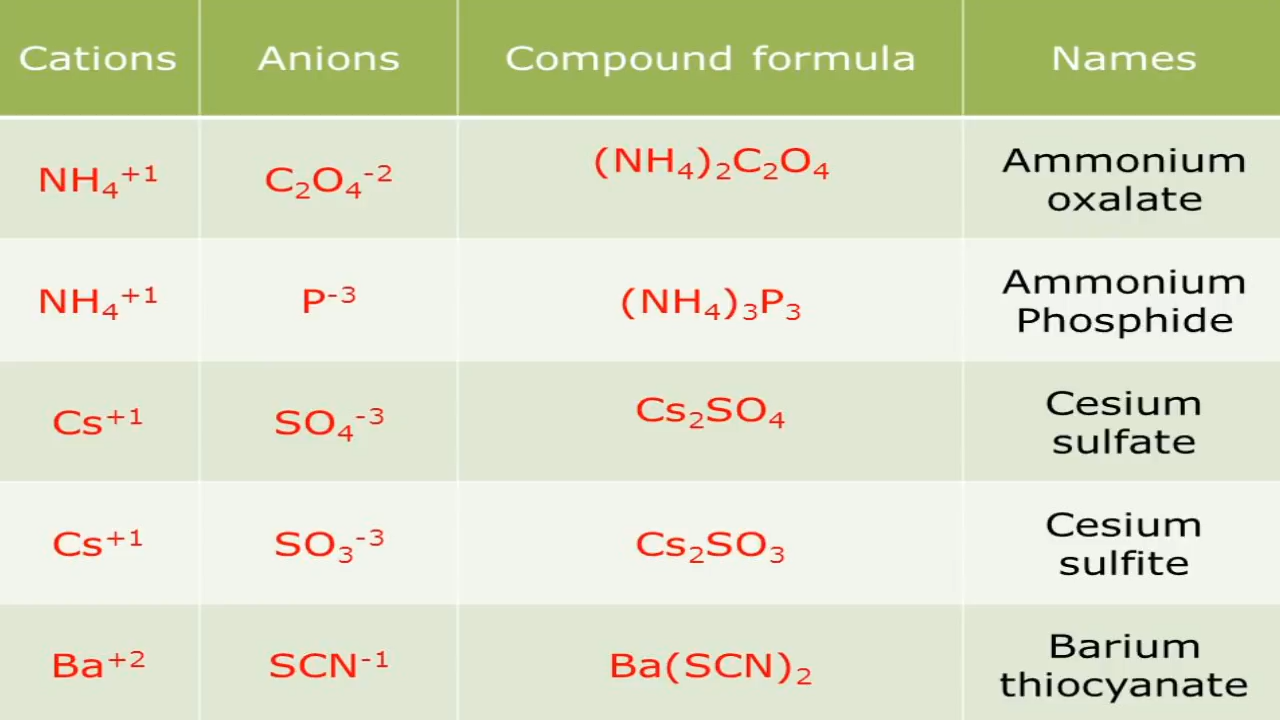 Cations Anions Compound formula Names
NH₄⁺¹ C₂O₄⁻² (NH₄)₂C₂O₄ Ammonium
oxalate
NH₄⁺¹ P⁻³ (NH₄)₃P₃ Ammonium
Phosphide
Cs⁺¹ SO₄⁻³ Cs₂SO₄ Cesium
sulfate
Cs⁺¹ SO₃⁻³ Cs₂SO₃ Cesium
sulfite
Ba⁺² SCN⁻¹ Ba(SCN)₂ Barium
thiocyanate